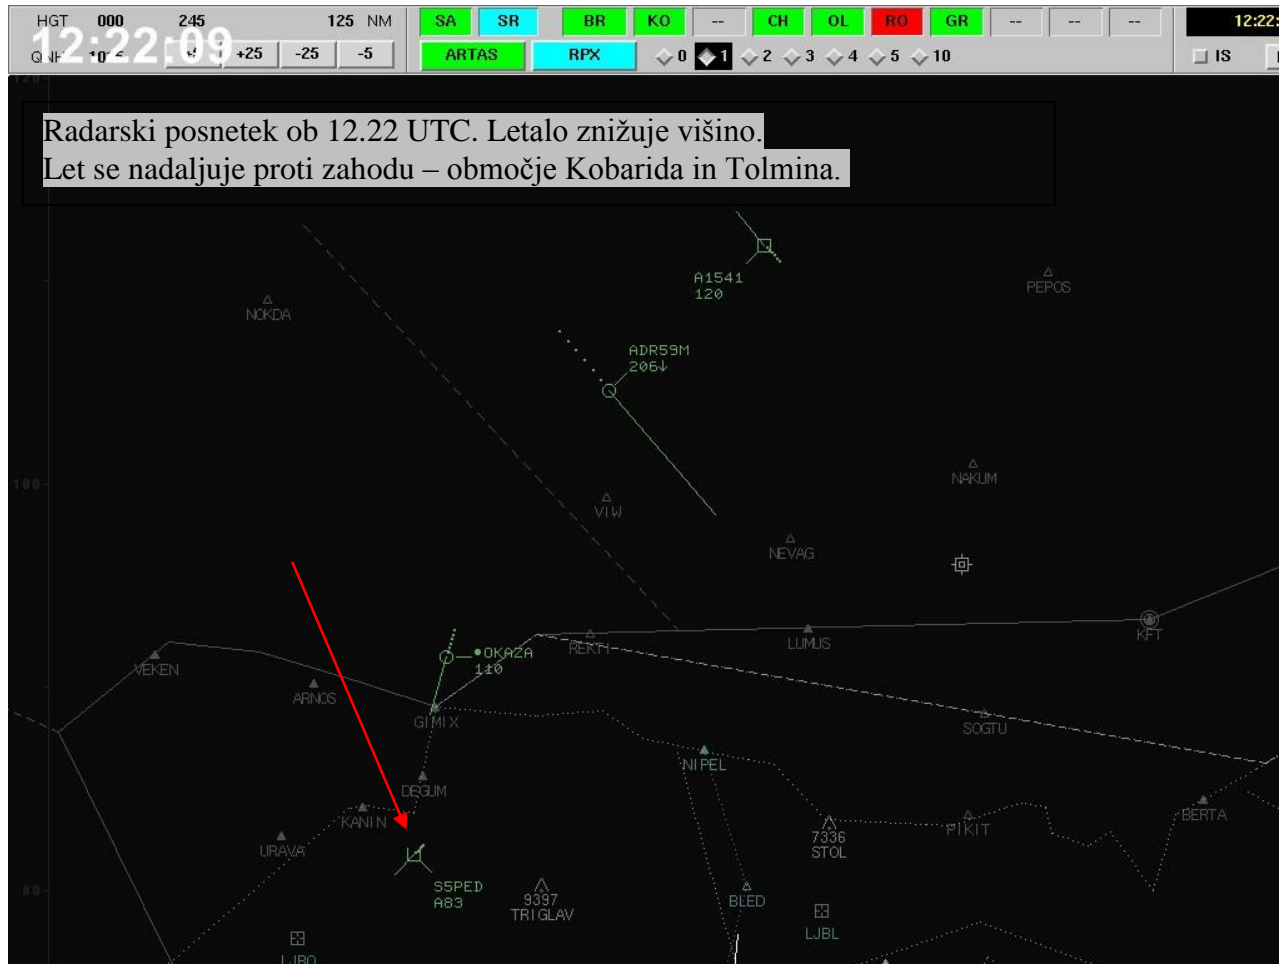 HGT 000 245 125 NM SA SR BR KO -- CH OL RO GR -- -- -- 12:22:
12:22:09
QNH +25 -25 -5 ARTAS RPX 0 1 2 3 4 5 10 IS
120
Radarski posnetek ob 12.22 UTC. Letalo znižuje višino.
Let se nadaljuje proti zahodu – območje Kobarida in Tolmina.
A1541
120
PEPOS
NOKDA
ADR59M
206↓
100
NAKUM
VIW
NEVAG
KFT
REKTI
LUMUS
OKAZA
110
VEKEN
ARNOS
GIMIX
SOGTU
NIPEL
DEGUM
KANIN
BERTA
PIKIT
7336
STOL
URAVA
80
S5PED
A83
9397
TRIGLAV
BLED
LJBL
LJBO